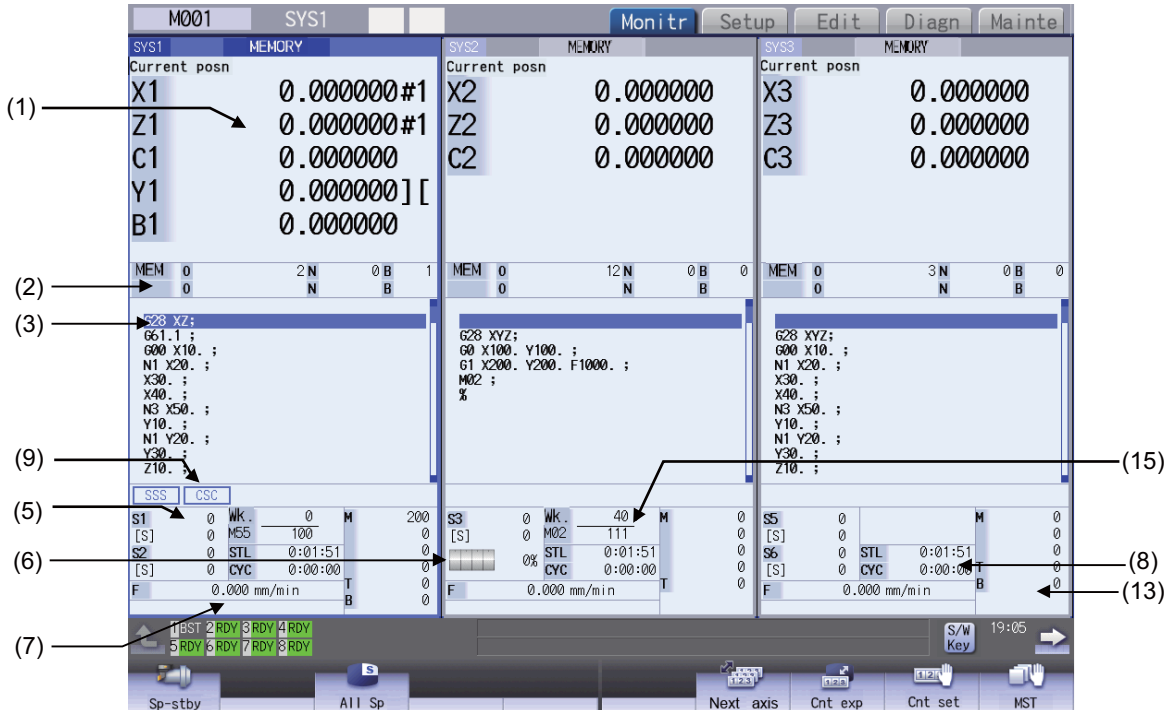 M001 SYS1 Monitr Setup Edit Diagn Mainte
SYS1 MEMORY SYS2 MEMORY SYS3 MEMORY
Current posn Current posn Current posn
X1 0.000000#1 X2 0.000000 X3 0.000000
(1)
Z1 0.000000#1 Z2 0.000000 Z3 0.000000
C1 0.000000 C2 0.000000 C3 0.000000
Y1 0.000000][
B1 0.000000
MEM O 2 N 0 B 1 MEM O 12 N 0 B 0 MEM O 3 N 0 B 0
(2) O N B O N B O N B
(3) G28 XZ;
G61.1 ;
G00 X10. ;
N1 X20. ;
X30. ;
X40. ;
N3 X50. ;
Y10. ;
N1 Y20. ;
Y30. ;
Z10. ;
G28 XYZ;
G0 X100. Y100. ;
G1 X200. Y200. F1000. ;
M02 ;
%
G28 XYZ;
G00 X10. ;
N1 X20. ;
X30. ;
X40. ;
N3 X50. ;
Y10. ;
N1 Y20. ;
Y30. ;
Z10. ;
(9) (15)
SSS CSC
(5)
S1 0 Wk. 0 M 200 S3 0 Wk. 40 M 0 S5 0 M 0
[S] 0 M55 100 0 [S] 0 M02 111 0 [S] 0 0
S2 0 STL 0:01:51 0 0% STL 0:01:51 0 S6 0 STL 0:01:51 0
(6) (8)
[S] 0 CYC 0:00:00 T 0 CYC 0:00:00 T 0 [S] 0 CYC 0:00:00 T 0
F 0.000 mm/min B 0 F 0.000 mm/min F 0.000 mm/min B
(13)
(7)
1 BST 2 RDY 3 RDY 4 RDY
5 RDY 6 RDY 7 RDY 8 RDY
S/W Key 19:05
S 123
Sp-stby All Sp Next axis Cnt exp Cnt set MST